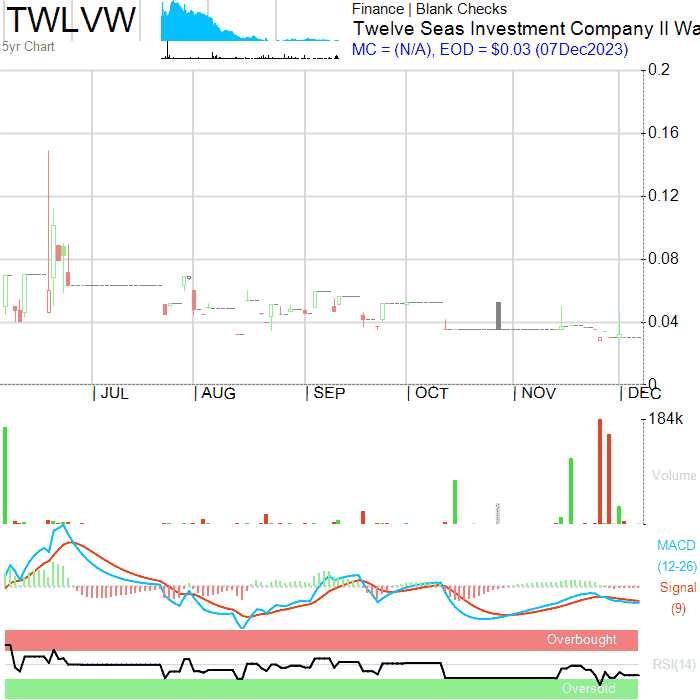 TWLVW
5yr Chart
Finance | Blank Checks
Twelve Seas Investment Company II Wa
MC = (N/A), EOD = $0.03 (07Dec2023)
0.2
0.16
0.12
0.08
0.04
0
| JUL | AUG | SEP | OCT | NOV | DEC
184k
Volume
MACD
(12-26)
Signal
(9)
Overbought
RSI(14)
Oversold